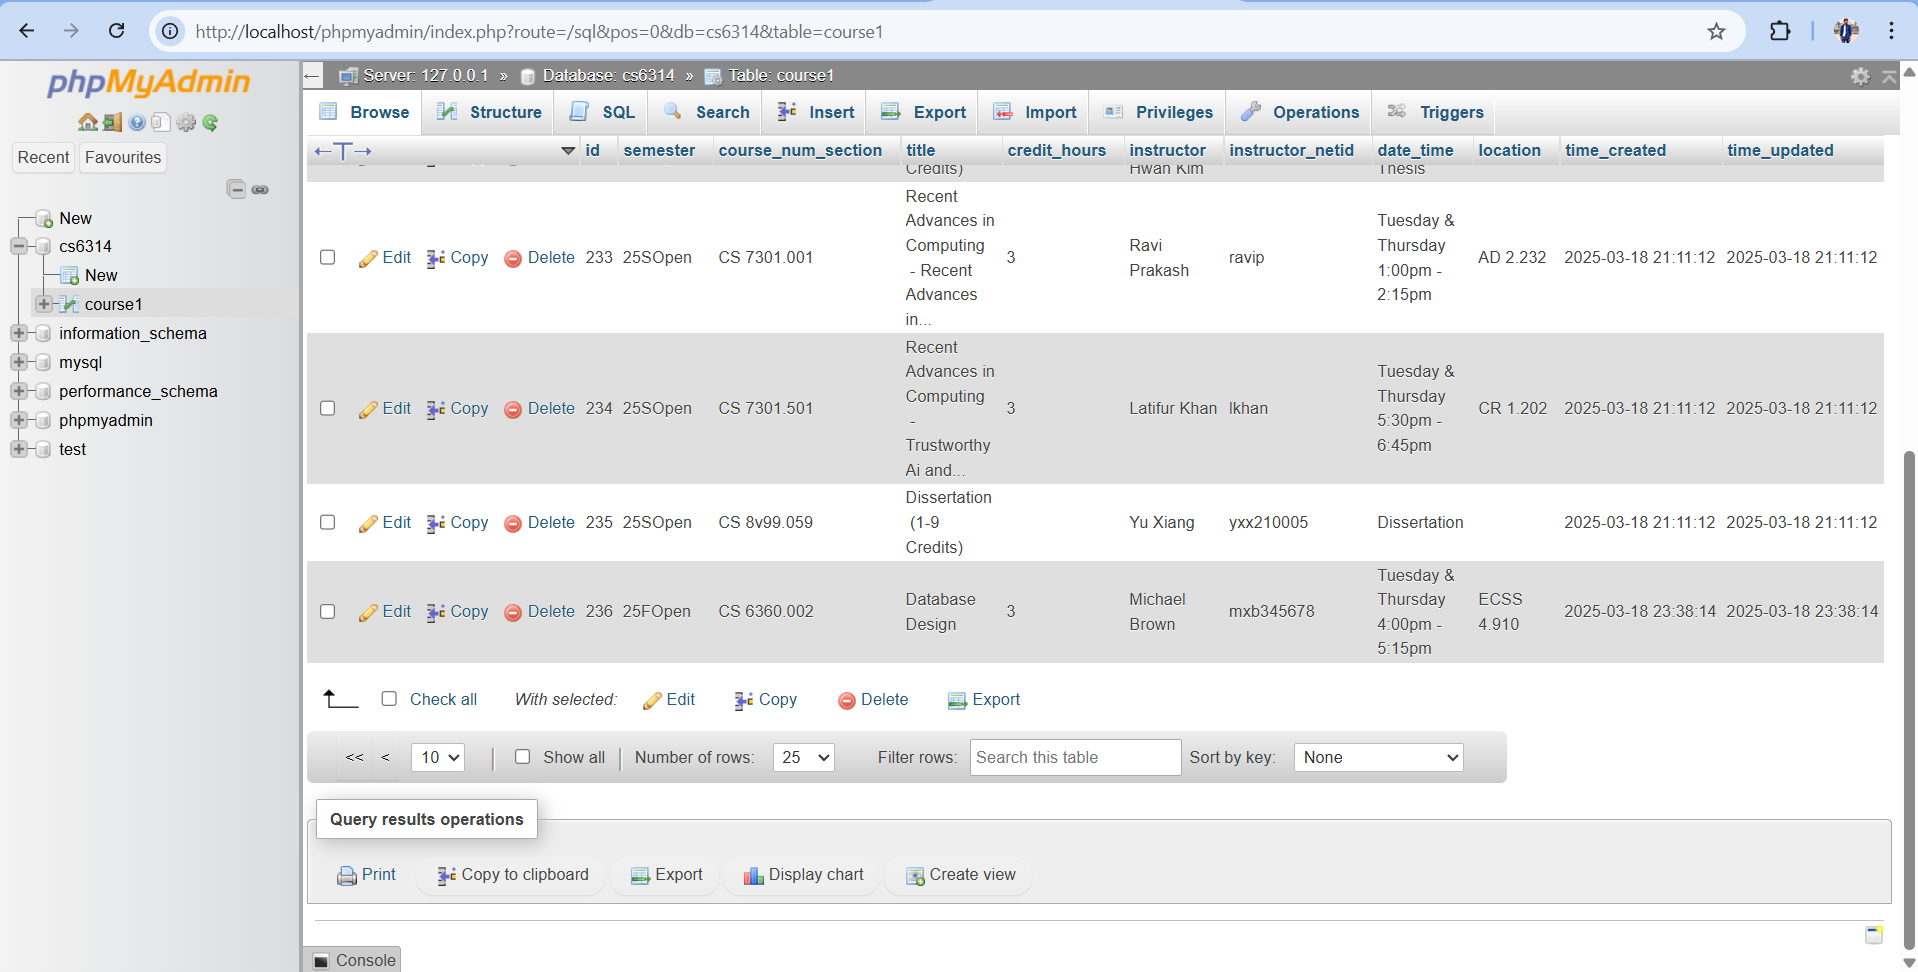 http://localhost/phpmyadmin/index.php?route=/sql&pos=0&db=cs6314&table=course1
phpMyAdmin
Recent Favourites
New
cs6314
New
course1
information_schema
mysql
performance_schema
phpmyadmin
test
Server: 127.0.0.1 » Database: cs6314 » Table: course1
Browse Structure SQL Search Insert Export Import Privileges Operations Triggers
←T→ id semester course_num_section title credit_hours instructor instructor_netid date_time location time_created time_updated
Credits) Hwan Kim Thesis
Edit Copy Delete 233 25SOpen CS 7301.001
Recent
Advances in
Computing
- Recent
Advances
in...
3
Ravi
Prakash
ravip
Tuesday &
Thursday
1:00pm -
2:15pm
AD 2.232 2025-03-18 21:11:12 2025-03-18 21:11:12
Edit Copy Delete 234 25SOpen CS 7301.501
Recent
Advances in
Computing
-
Trustworthy
Ai and...
3 Latifur Khan lkhan
Tuesday &
Thursday
5:30pm -
6:45pm
CR 1.202 2025-03-18 21:11:12 2025-03-18 21:11:12
Edit Copy Delete 235 25SOpen CS 8v99.059
Dissertation
(1-9
Credits)
Yu Xiang yxx210005 Dissertation 2025-03-18 21:11:12 2025-03-18 21:11:12
Edit Copy Delete 236 25FOpen CS 6360.002
Database
Design
3
Michael
Brown
mxb345678
Tuesday &
Thursday
4:00pm -
5:15pm
ECSS
4.910
2025-03-18 23:38:14 2025-03-18 23:38:14
Check all With selected: Edit Copy Delete Export
<< < 10 Show all Number of rows: 25 Filter rows: Search this table Sort by key: None
Query results operations
Print Copy to clipboard Export Display chart Create view
Console